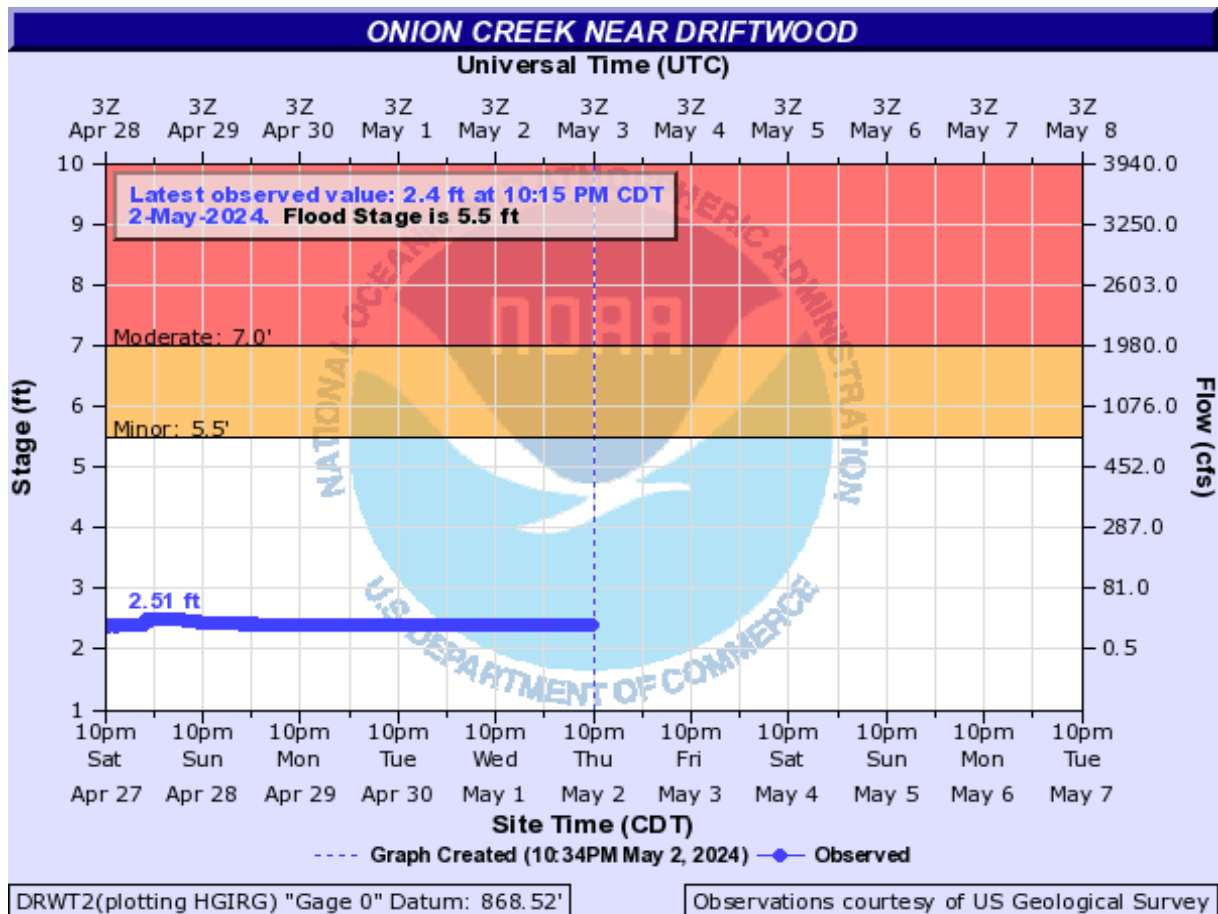 ONION CREEK NEAR DRIFTWOOD
Universal Time (UTC)
3Z 3Z 3Z 3Z 3Z 3Z 3Z 3Z 3Z 3Z 3Z
Apr 28 Apr 29 Apr 30 May 1 May 2 May 3 May 4 May 5 May 6 May 7 May 8
Latest observed value: 2.4 ft at 10:15 PM CDT
2-May-2024. Flood Stage is 5.5 ft
10 3940.0
9 3250.0
8 2603.0
Moderate: 7.0'
7 1980.0
6 1076.0
Minor: 5.5'
5 452.0
4 287.0
3 81.0
2.51 ft
2 0.5
1
Stage (ft)
Flow (cfs)
NATIONAL OCEANIC AND ATMOSPHERIC ADMINISTRATION
NOAA
U.S DEPARTMENT OF COMMERCE
10pm 10pm 10pm 10pm 10pm 10pm 10pm 10pm 10pm 10pm 10pm
Sat Sun Mon Tue Wed Thu Fri Sat Sun Mon Tue
Apr 27 Apr 28 Apr 29 Apr 30 May 1 May 2 May 3 May 4 May 5 May 6 May 7
Site Time (CDT)
Graph Created (10:34PM May 2, 2024) Observed
DRWT2(plotting HGIRG) "Gage 0" Datum: 868.52'
Observations courtesy of US Geological Survey